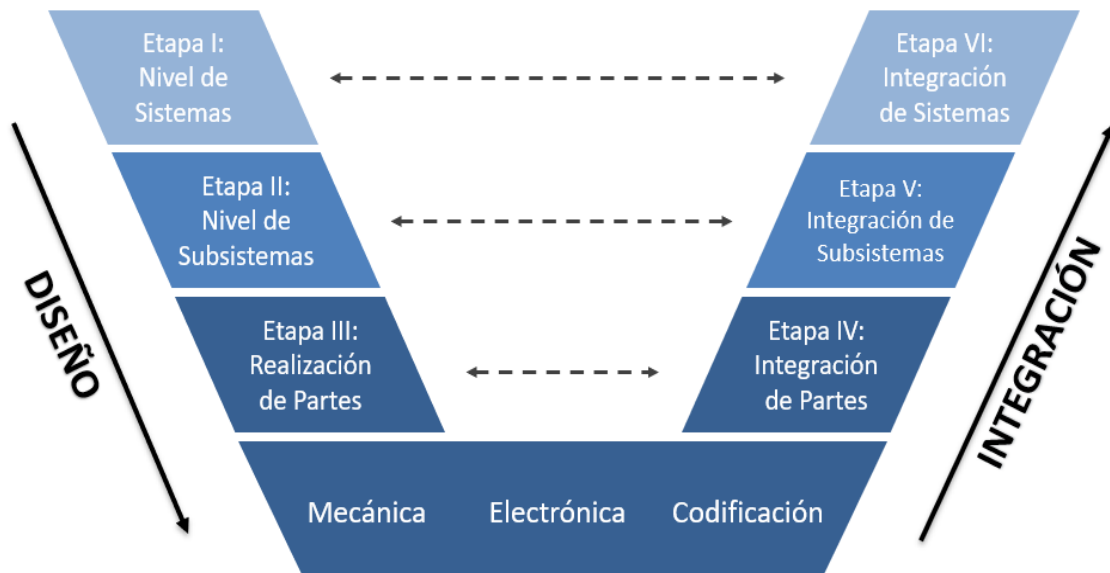 Etapa I:
Nivel de
Sistemas
Etapa VI:
Integración
de Sistemas
Etapa II:
Nivel de
Subsistemas
Etapa V:
Integración de
Subsistemas
DISEÑO
INTEGRACIÓN
Etapa III:
Realización
de Partes
Etapa IV:
Integración
de Partes
Mecánica
Electrónica
Codificación